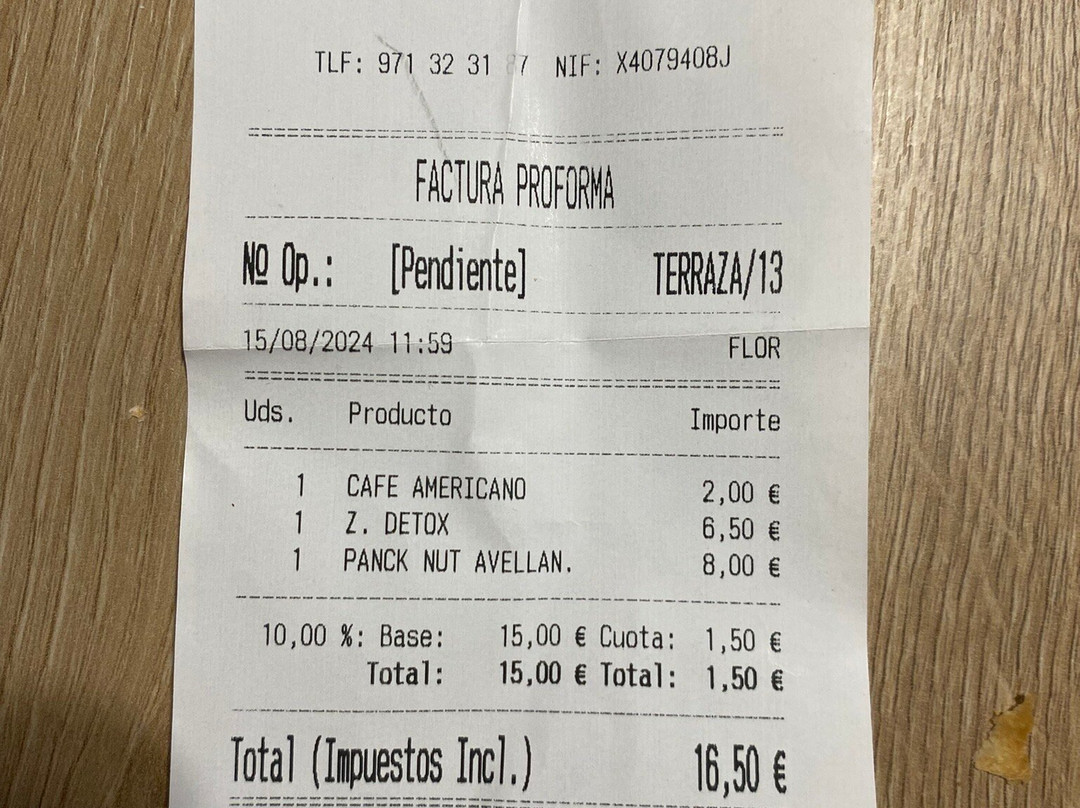 TLF: 971 32 31 7 NIF: X4079408J
FACTURA PROFORMA
Nº Op.: [Pendiente] TERRAZA/13
15/08/2024 11:59 FLOR
Uds. Producto Importe
1 CAFE AMERICANO 2,00 €
1 Z. DETOX 6,50 €
1 PANCK NUT AVELLAN. 8,00 €
10,00 %: Base: 15,00 € Cuota: 1,50 €
Total: 15,00 € Total: 1,50 €
Total (Impuestos Incl.) 16,50 €